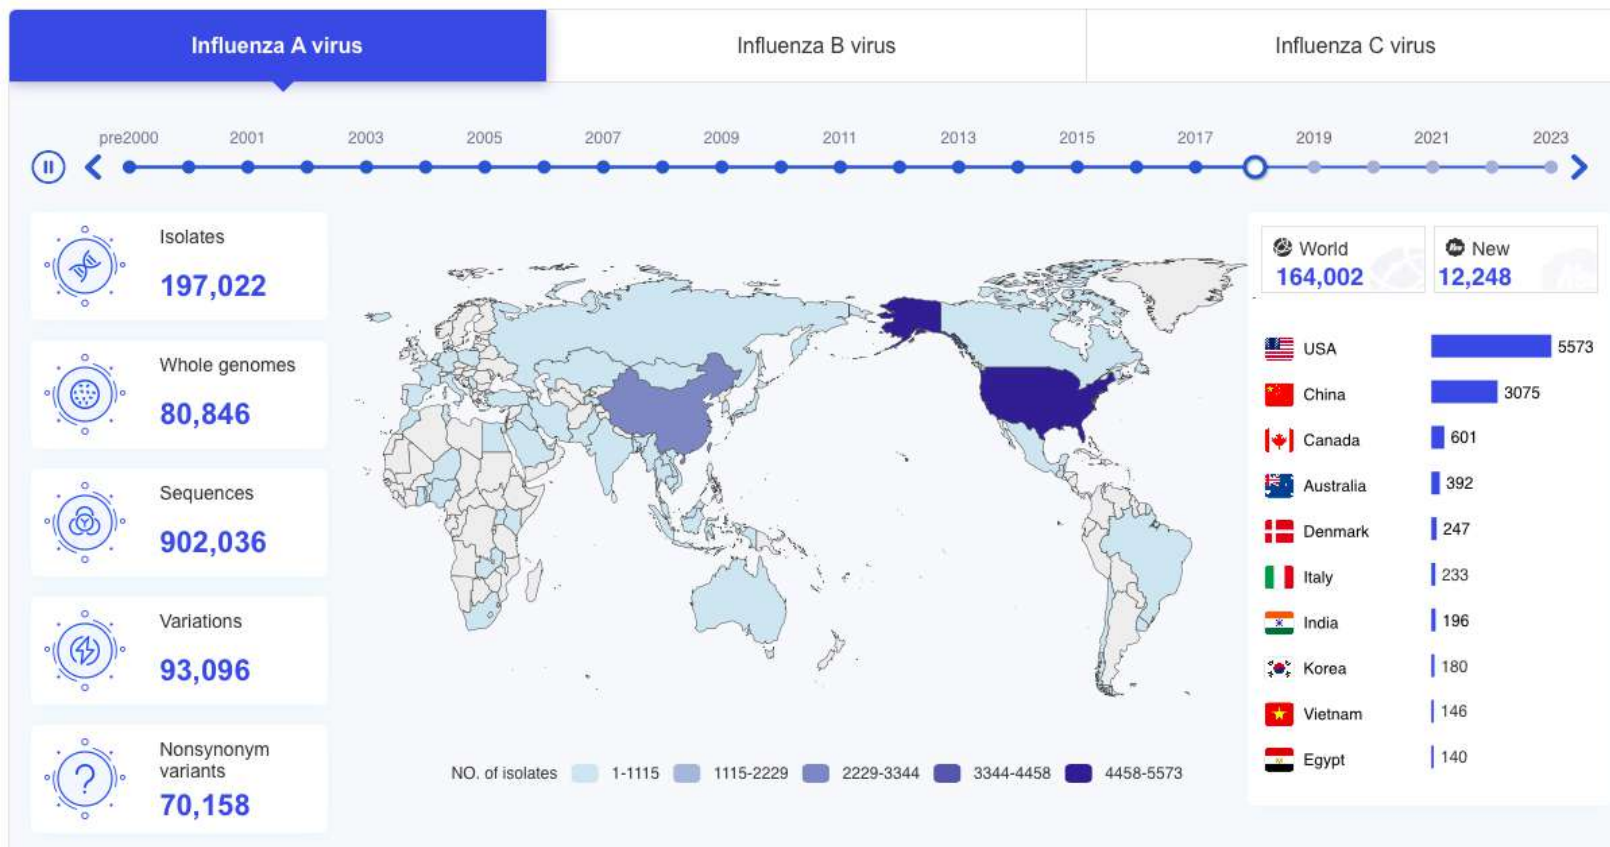 Influenza A virus
Influenza B virus
Influenza C virus
pre2000 2001 2003 2005 2007 2009 2011 2013 2015 2017 2019 2021 2023
Isolates
197,022
Whole genomes
80,846
Sequences
902,036
Variations
93,096
Nonsynonym
variants
70,158
NO. of isolates 1-1115 1115-2229 2229-3344 3344-4458 4458-5573
World
164,002
New
12,248
USA 5573
China 3075
Canada 601
Australia 392
Denmark 247
Italy 233
India 196
Korea 180
Vietnam 146
Egypt 140